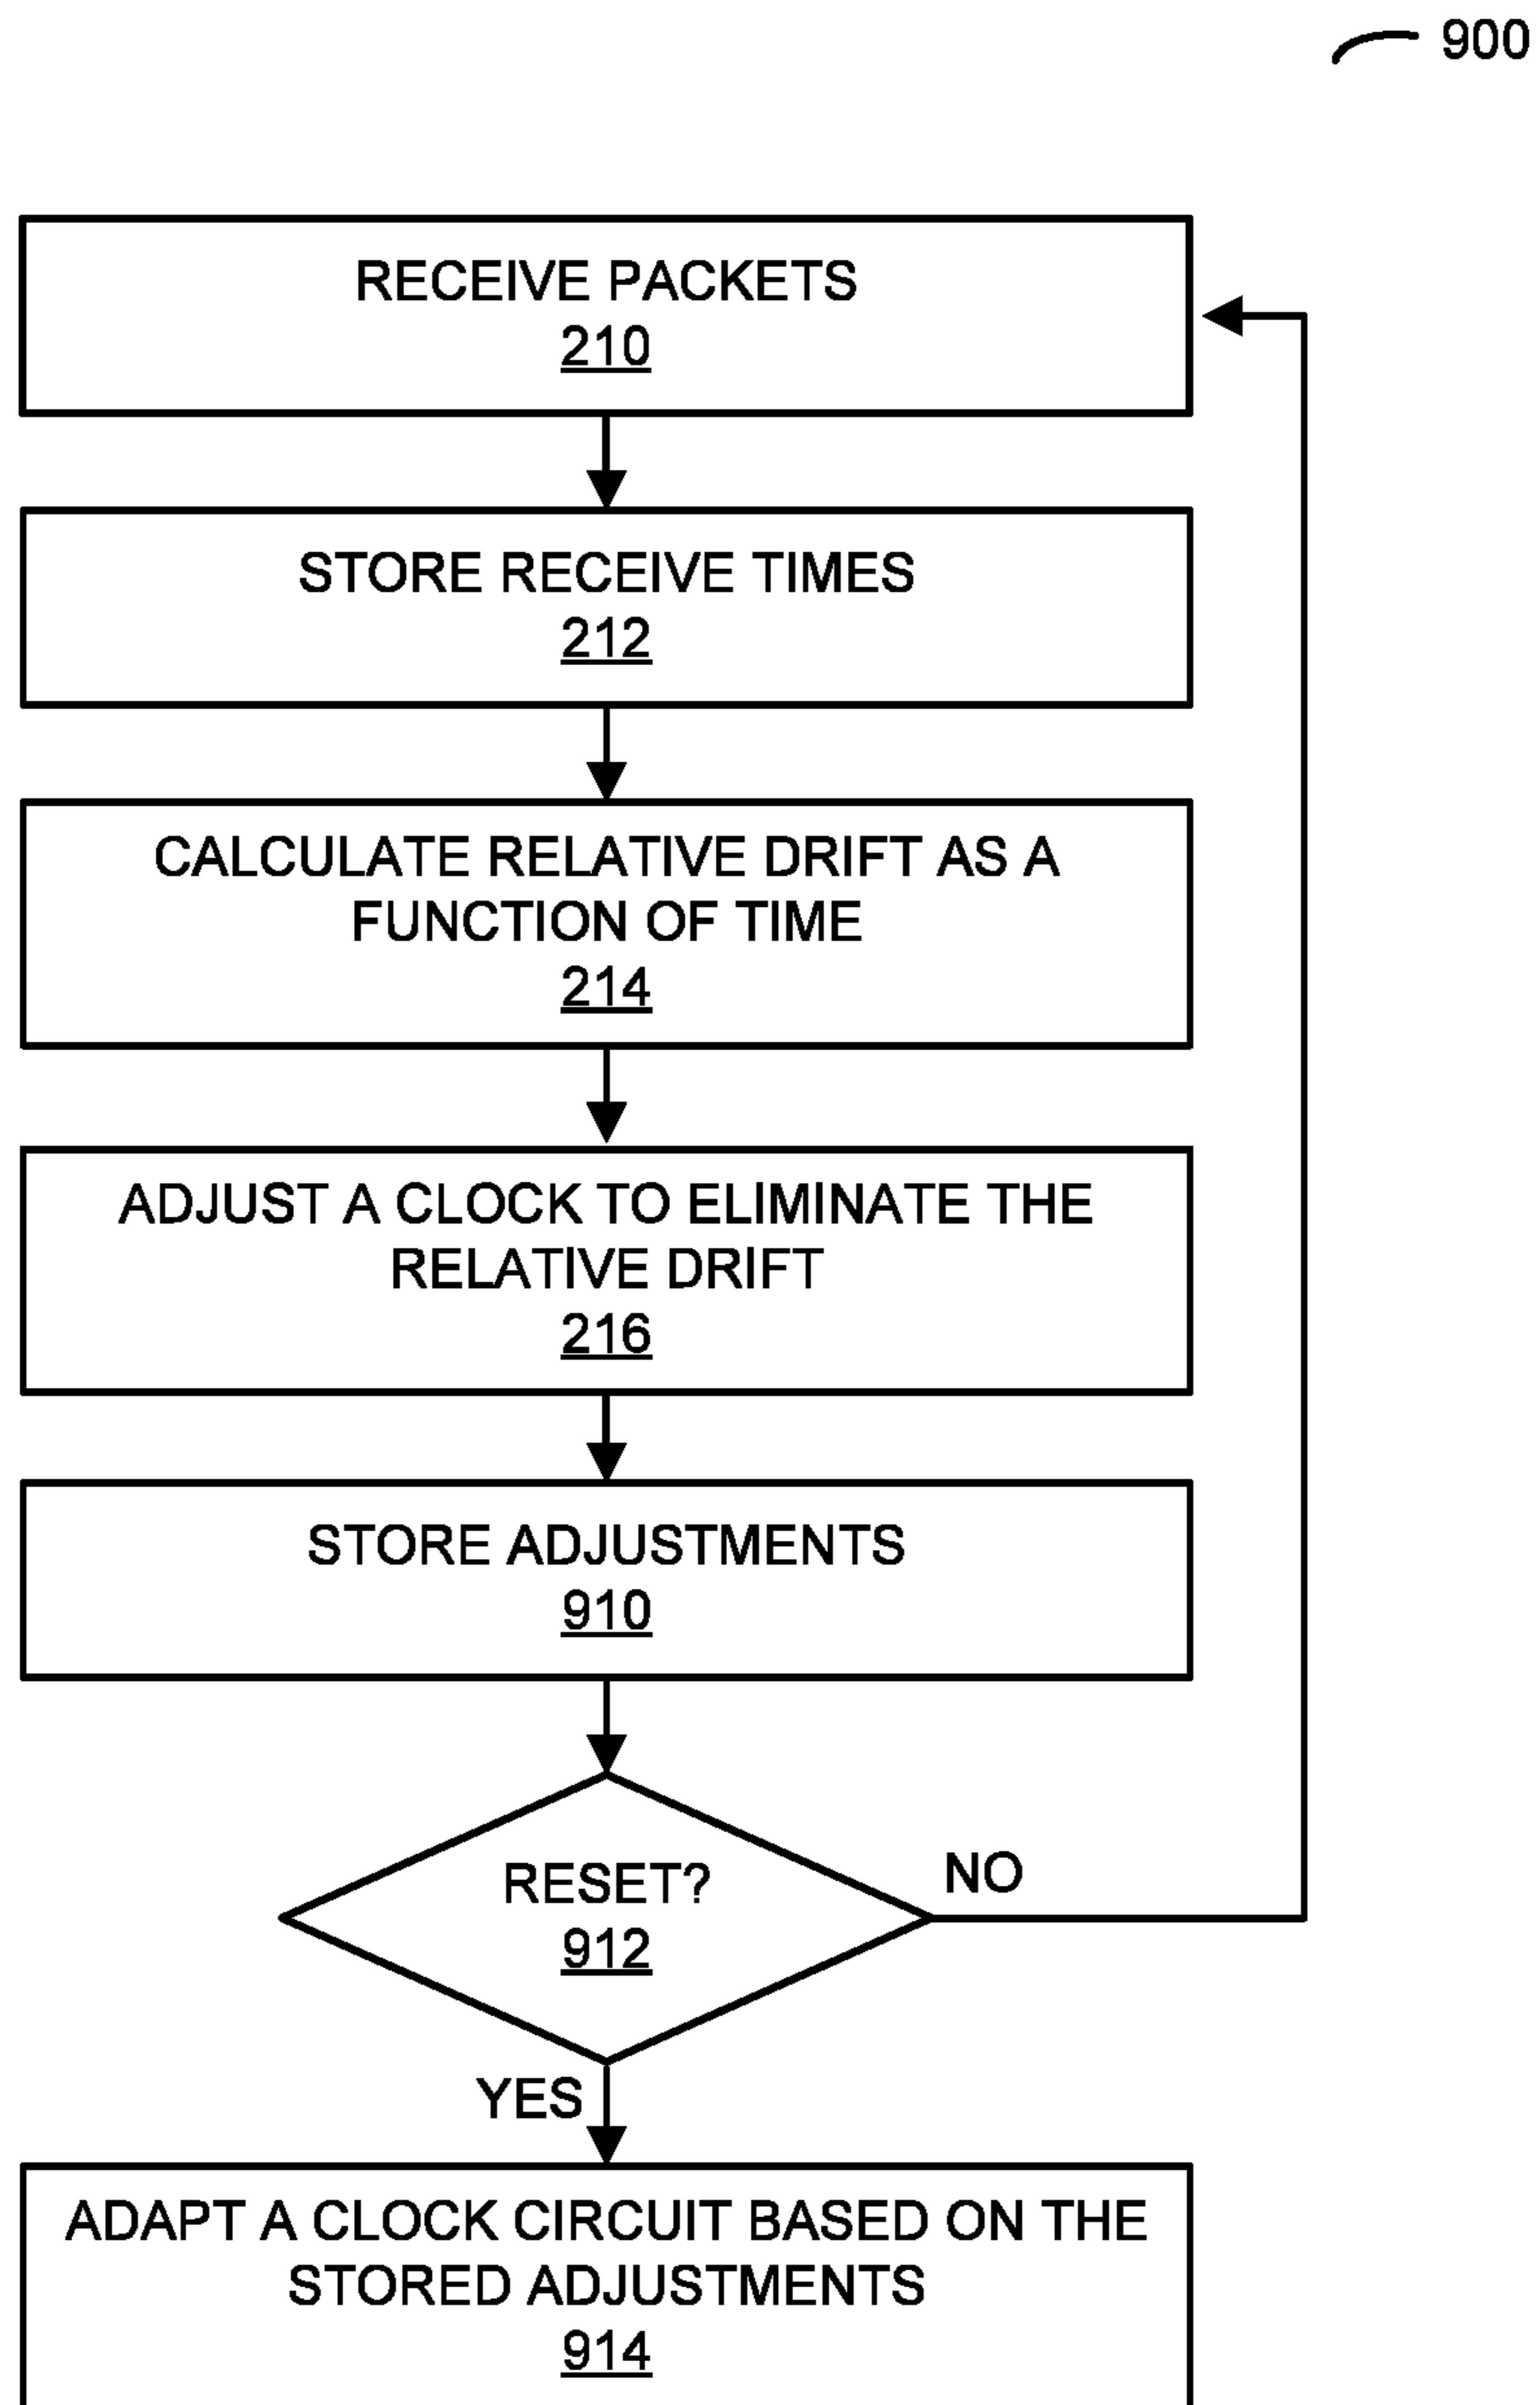 900
RECEIVE PACKETS
210
STORE RECEIVE TIMES
212
CALCULATE RELATIVE DRIFT AS A
FUNCTION OF TIME
214
ADJUST A CLOCK TO ELIMINATE THE
RELATIVE DRIFT
216
STORE ADJUSTMENTS
910
RESET?
912
NO
YES
ADAPT A CLOCK CIRCUIT BASED ON THE
STORED ADJUSTMENTS
914